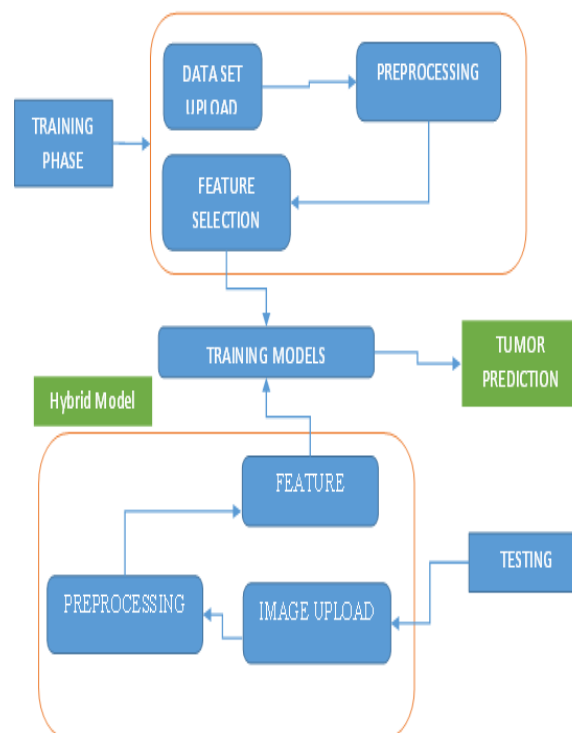 DATA SET
UPLOAD
PREPROCESSING
TRAINING
PHASE
FEATURE
SELECTION
TRAINING MODELS
TUMOR
PREDICTION
Hybrid Model
FEATURE
TESTING
PREPROCESSING
IMAGE UPLOAD